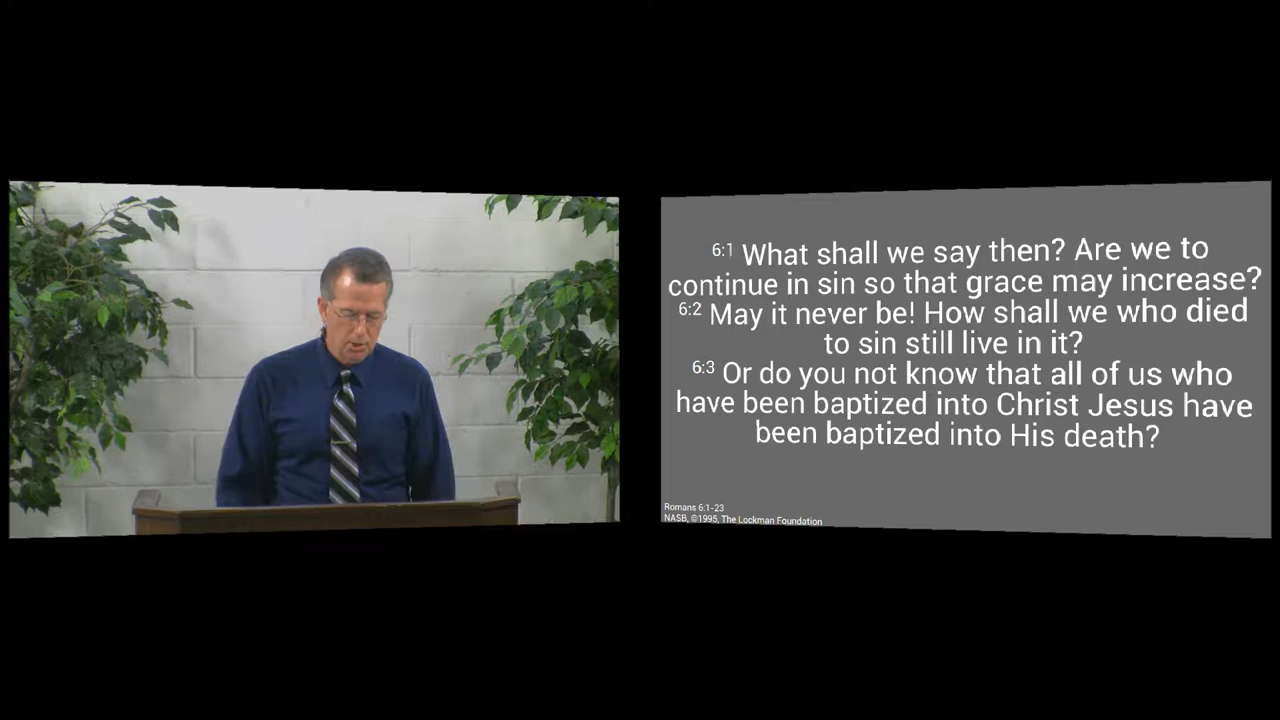 6:1 What shall we say then? Are we to
continue in sin so that grace may increase?
6:2 May it never be! How shall we who died
to sin still live in it?
6:3 Or do you not know that all of us who
have been baptized into Christ Jesus have
been baptized into His death?
Romans 6:1-23
NASB, ©1995, The Lockman Foundation